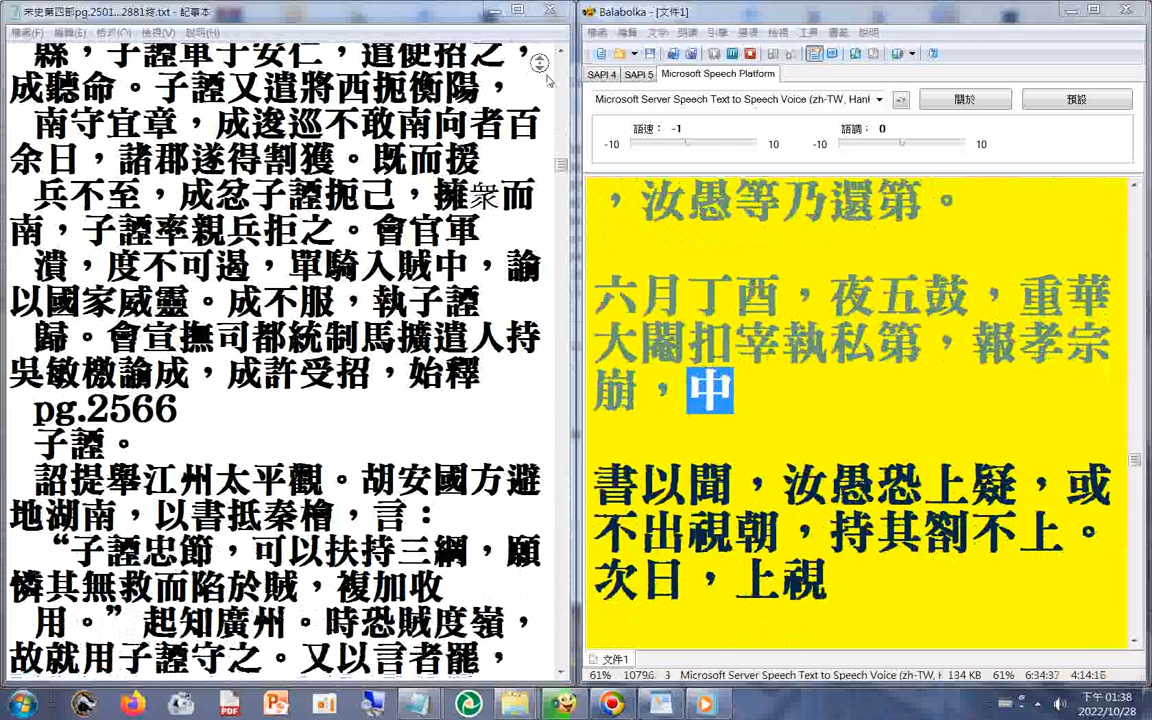 宋史第四部pg.2501...2881终.txt - 記事本
檔案(F) 編輯(E) 格式(O) 檢視(V) 說明(H)
縣，子諲軍于安仁，遣使招之，
成聽命。子諲又遣將西扼衡陽，
南守宜章，成逡巡不敢南向者百
余日，諸郡遂得割獲。既而援
兵不至，成忿子諲扼己，擁衆而
南，子諲率親兵拒之。會官軍
潰，度不可遏，單騎入賊中，諭
以國家威靈。成不服，執子諲
歸。會宣撫司都統制馬擴遣人持
吳敏檄諭成，成許受招，始釋
pg.2566
子諲。
詔提舉江州太平觀。胡安國方避
地湖南，以書抵秦檜，言：
“子諲忠節，可以扶持三綱，願
憐其無救而陷於賊，複加收
用。”起知廣州。時恐賊度嶺，
故就用子諲守之。又以言者罷，
Balabolka - [文件1]
檔案 編輯 文字 朗讀 引擎 選項 檢視 工具 書籤 說明
SAPI 4 SAPI 5 Microsoft Speech Platform
Microsoft Server Speech Text to Speech Voice (zh-TW, Hanl
關於 預設
語速： -1 語調： 0
-10 10 -10 10
，汝愚等乃還第。
六月丁酉，夜五鼓，重華
大閹扣宰執私第，報孝宗
崩，中
書以聞，汝愚恐上疑，或
不出視朝，持其劄不上。
次日，上視
文件1
61% 10796 3 Microsoft Server Speech Text to Speech Voice (zh-TW, H 134 KB 61% 6:34:37 4:14:16
下午 01:38
2022/10/28